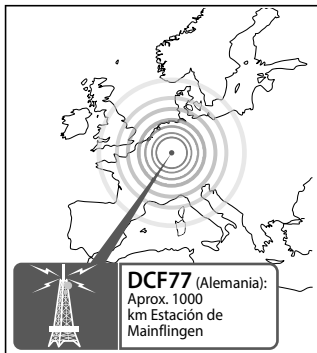 DCF77 (Alemania):
Aprox. 1000
km Estación de
Mainflingen